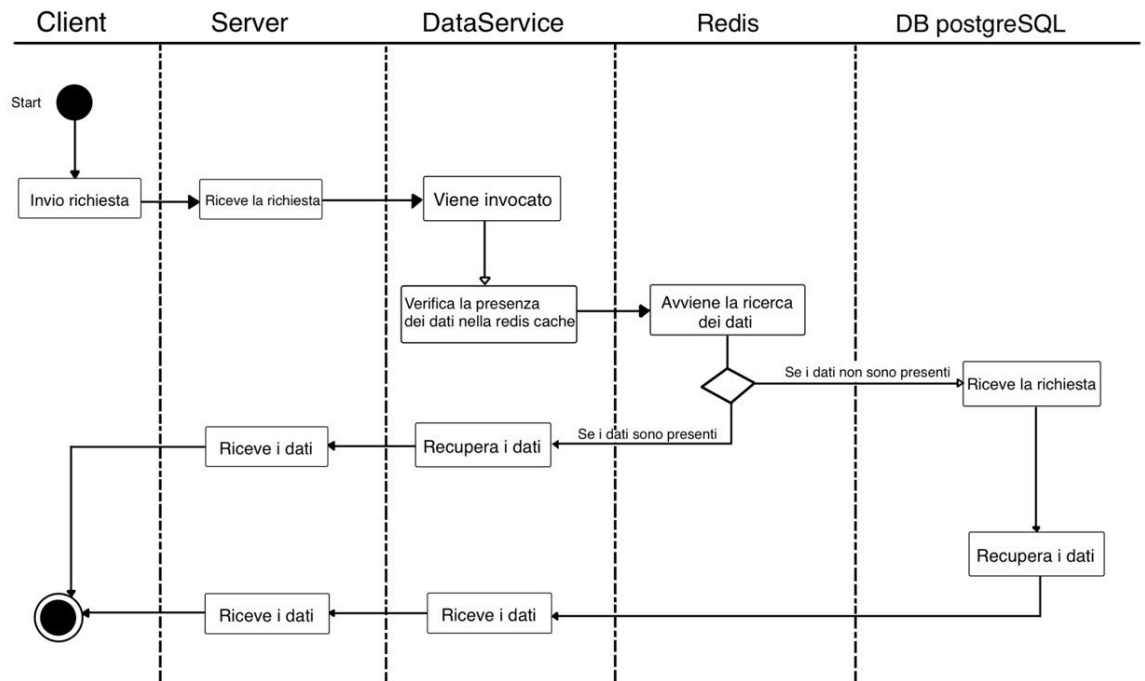 Client
Server
DataService
Redis
DB postgreSQL
Start
Invio richiesta
Riceve la richiesta
Viene invocato
Verifica la presenza
dei dati nella redis cache
Avviene la ricerca
dei dati
Se i dati non sono presenti
Riceve la richiesta
Se i dati sono presenti
Recupera i dati
Riceve i dati
Recupera i dati
Riceve i dati
Riceve i dati